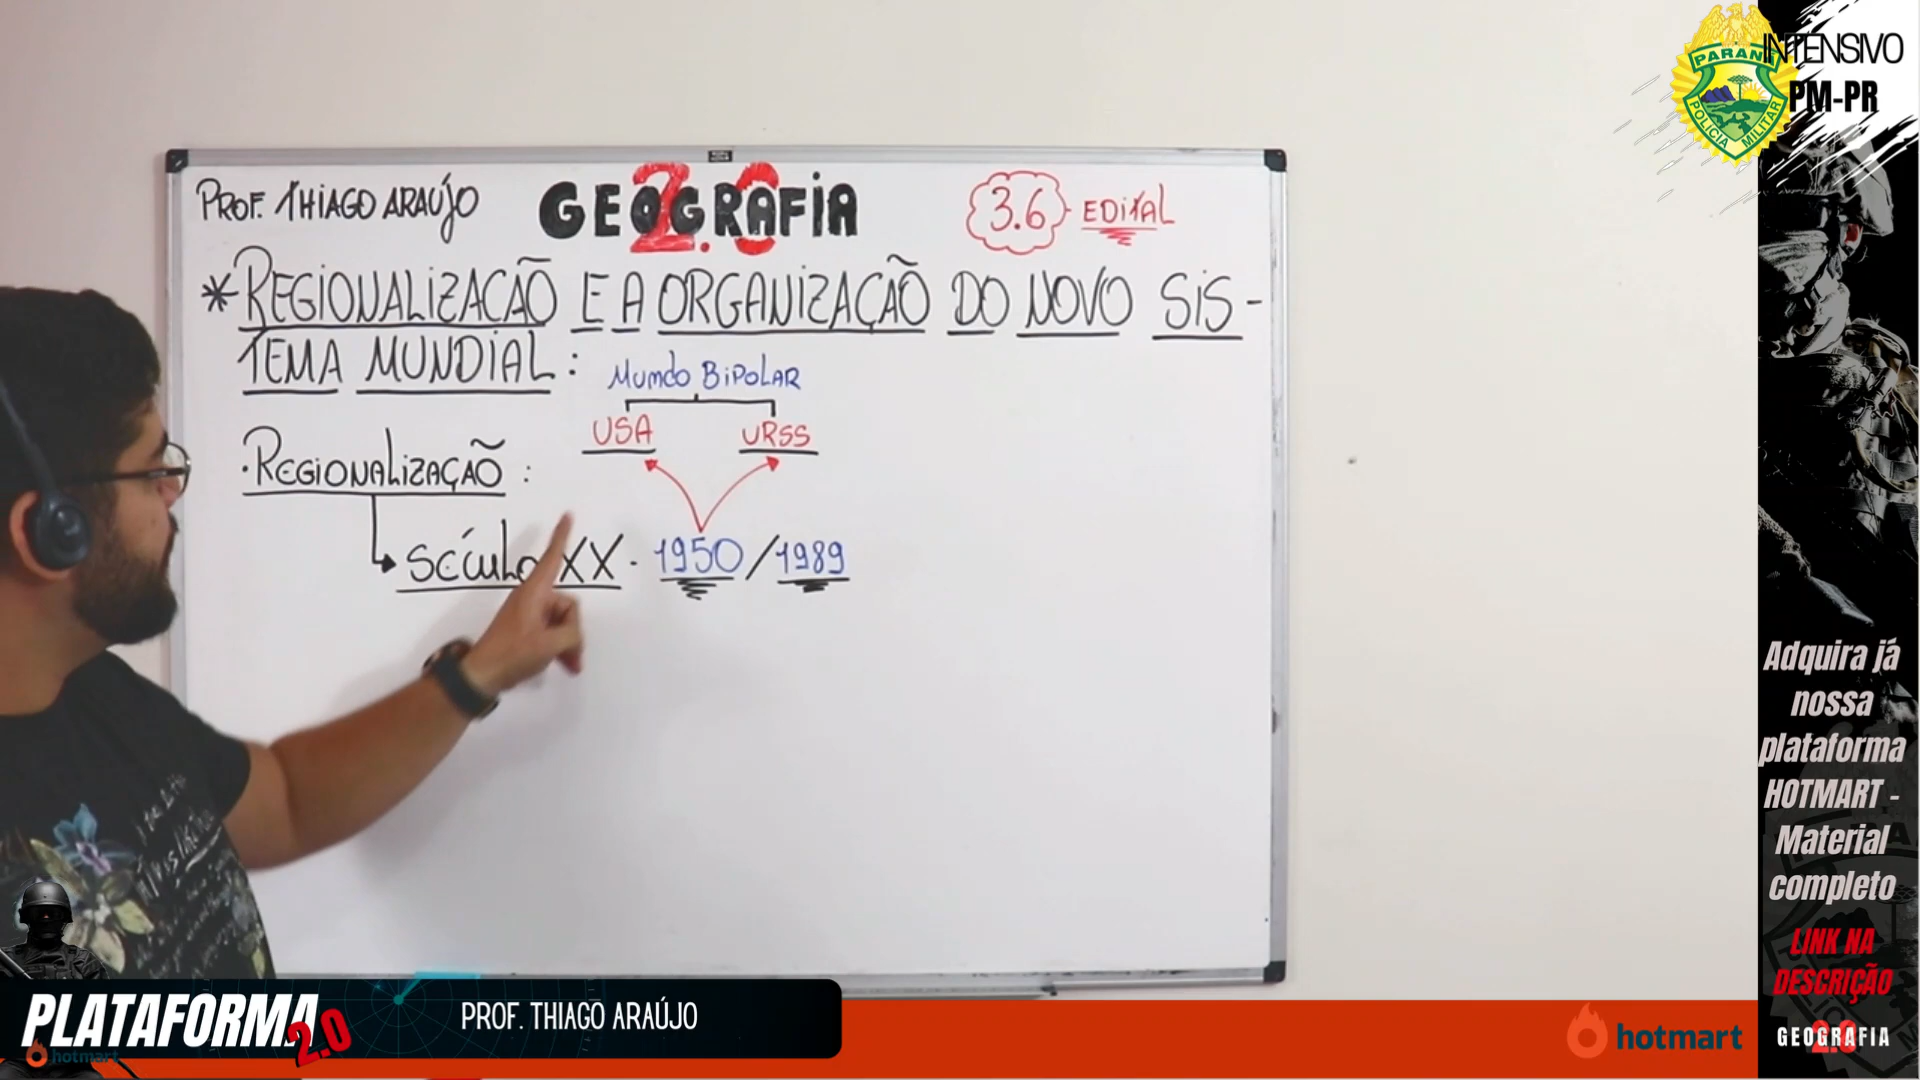 PROF. THIAGO ARAÚJO
GEOGRAFIA
2.0
3.6 - EDITAL
*REGIONALIZAÇÃO E A ORGANIZAÇÃO DO NOVO SIS-
TEMA MUNDIAL:
Mundo BiPOLAR
USA
URSS
·REGIONALIZAÇAÕ :
século XX · 1950 / 1989
INTENSIVO
PM-PR
PARANÁ
POLÍCIA MILITAR
Adquira já
nossa
plataforma
HOTMART -
Material
completo
LINK NA
DESCRIÇÃO
GEOGRAFIA
2.0
PLATAFORMA
2.0
hotmart
PROF. THIAGO ARAÚJO
hotmart